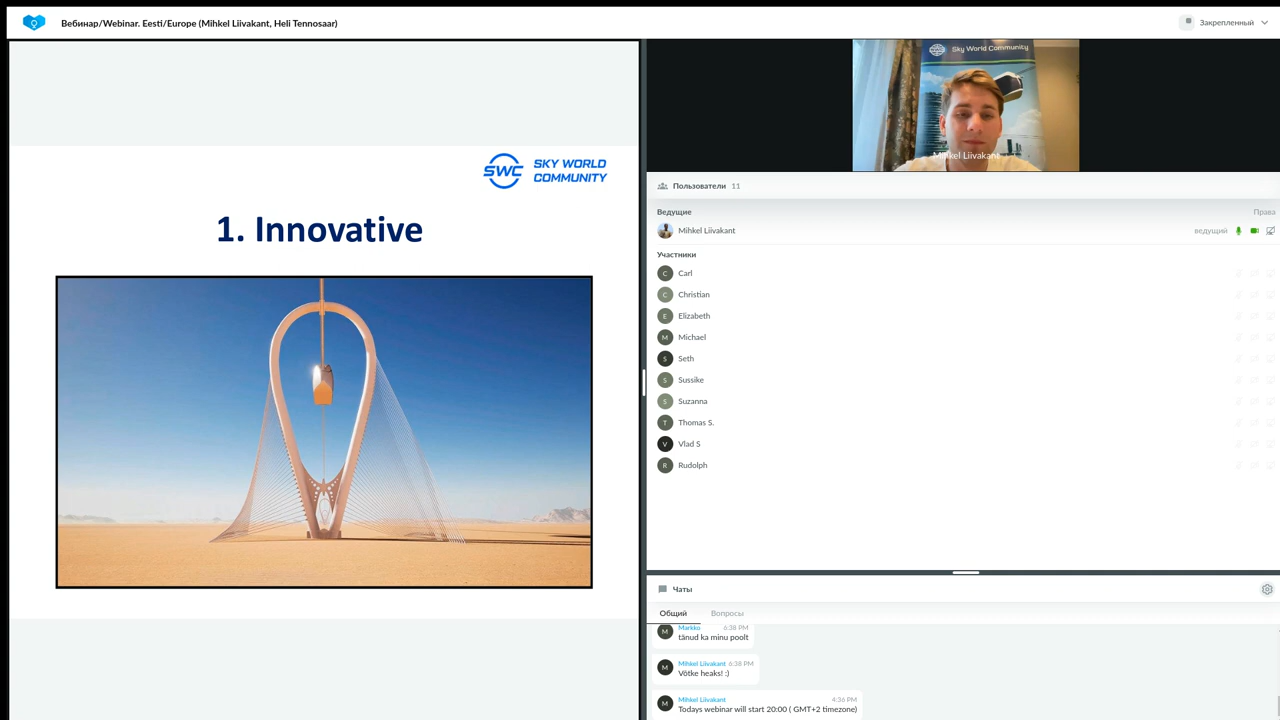 Вебинар/Webinar. Eesti/Europe (Mihkel Liivakant, Heli Tennosaar)
Закрепленный
SWC SKY WORLD
COMMUNITY
1. Innovative
Sky World Community
Mihkel Liivakant
Пользователи 11
Ведущие Права
Mihkel Liivakant ведущий
Участники
C Carl
C Christian
E Elizabeth
M Michael
S Seth
S Sussike
S Suzanna
T Thomas S.
V Vlad S
R Rudolph
Чаты
Общий Вопросы
M Markko 6:38 PM
tänud ka minu poolt
M Mihkel Liivakant 6:38 PM
Võtke heaks! :)
M Mihkel Liivakant 4:36 PM
Todays webinar will start 20:00 ( GMT+2 timezone)